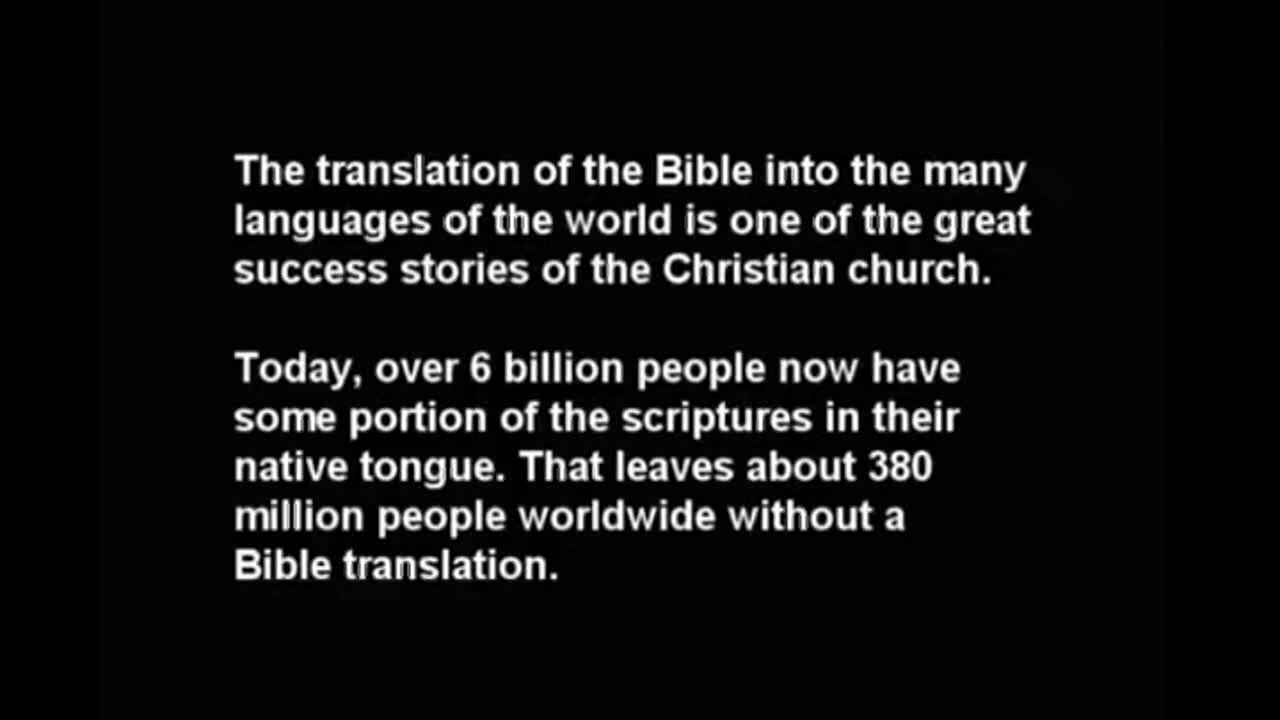 The translation of the Bible into the many
languages of the world is one of the great
success stories of the Christian church.
Today, over 6 billion people now have
some portion of the scriptures in their
native tongue. That leaves about 380
million people worldwide without a
Bible translation.